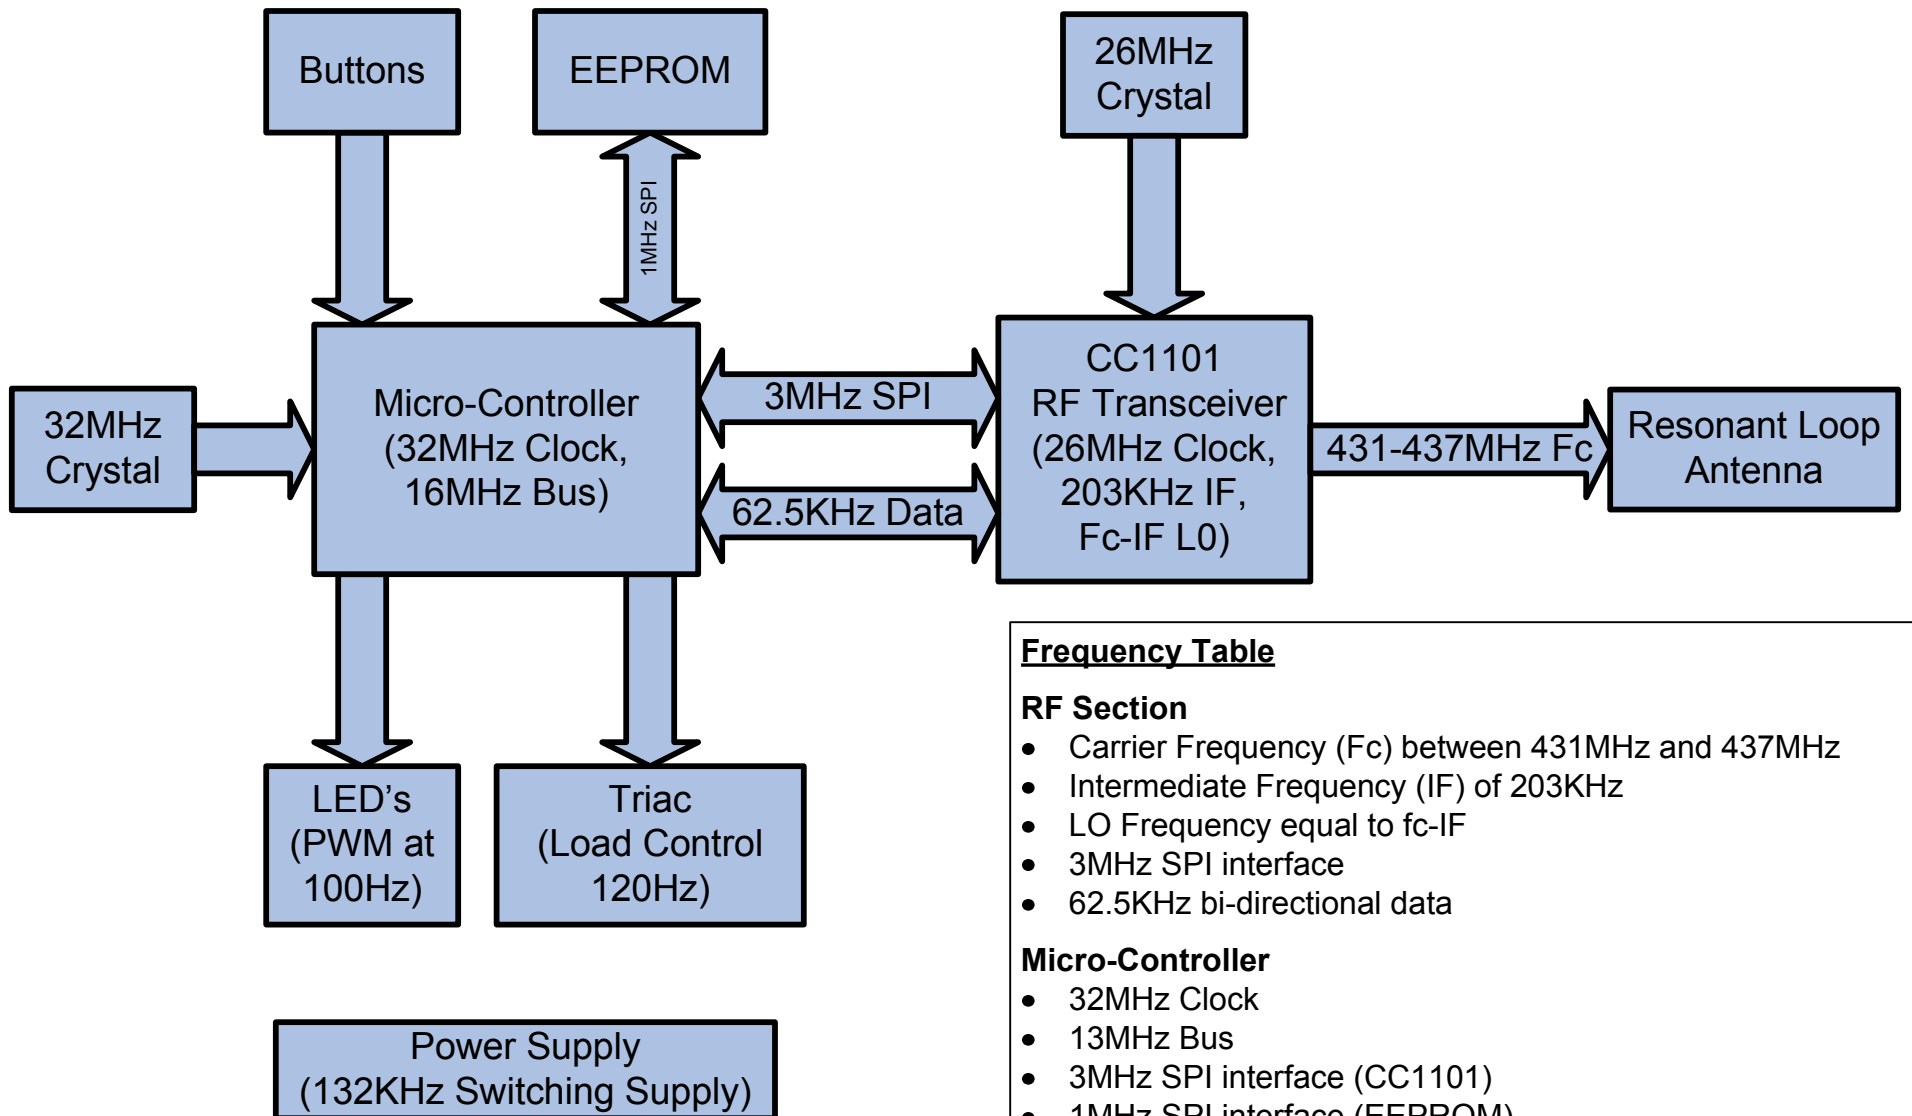 Buttons
EEPROM
26MHz
Crystal
1MHz SPI
32MHz
Crystal
Micro-Controller
(32MHz Clock,
16MHz Bus)
3MHz SPI
62.5KHz Data
CC1101
RF Transceiver
(26MHz Clock,
203KHz IF,
Fc-IF L0)
431-437MHz Fc
Resonant Loop
Antenna
LED’s
(PWM at
100Hz)
Triac
(Load Control
120Hz)
Power Supply
(132KHz Switching Supply)
Frequency Table
RF Section
• Carrier Frequency (Fc) between 431MHz and 437MHz
• Intermediate Frequency (IF) of 203KHz
• LO Frequency equal to fc-IF
• 3MHz SPI interface
• 62.5KHz bi-directional data
Micro-Controller
• 32MHz Clock
• 13MHz Bus
• 3MHz SPI interface (CC1101)
• 1MHz SPI interface (EEPROM)